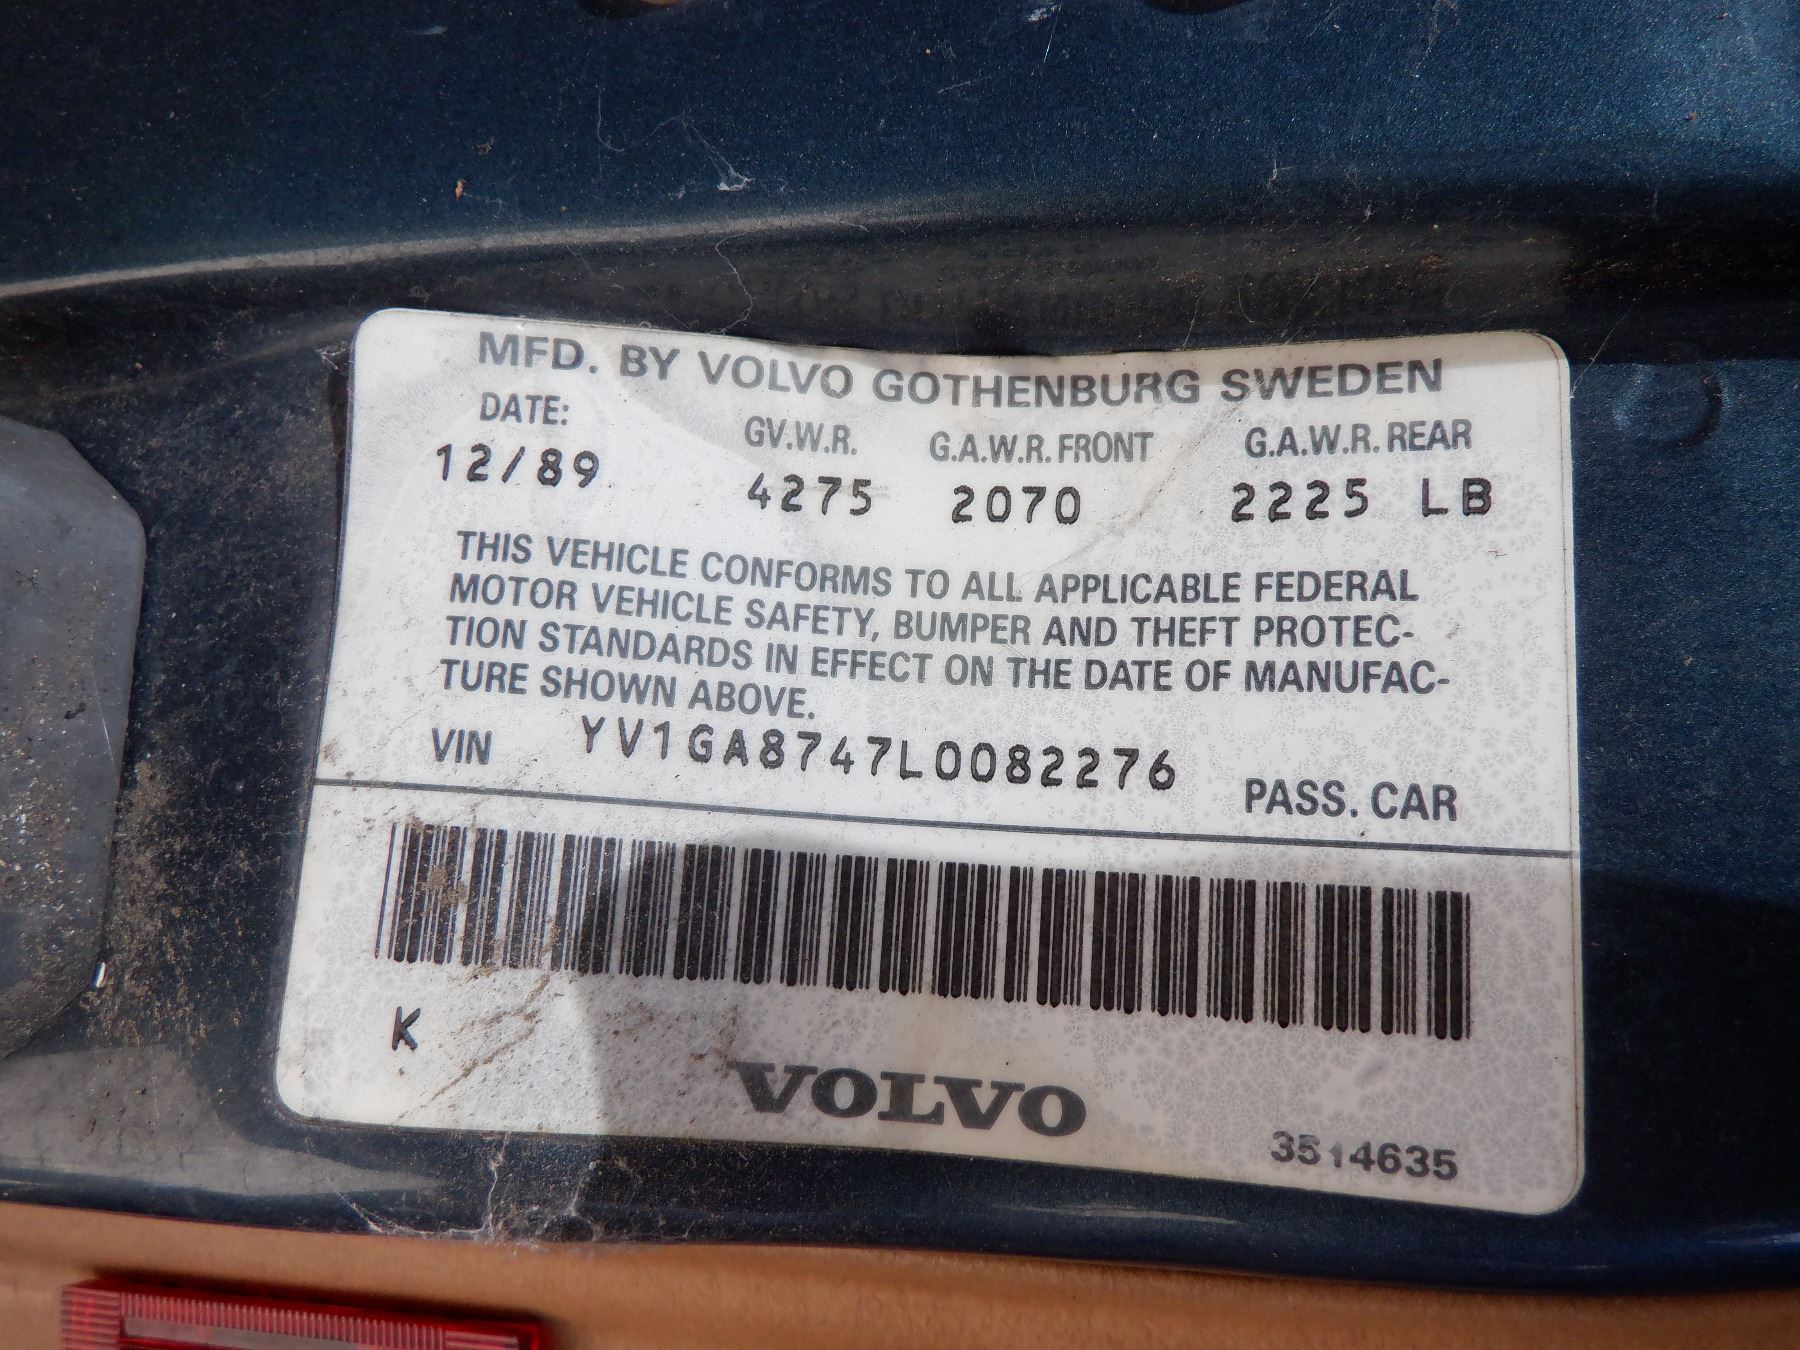 MFD. BY VOLVO GOTHENBURG SWEDEN
DATE: GV.W.R. G.A.W.R. FRONT G.A.W.R. REAR
12/89 4275 2070 2225 LB
THIS VEHICLE CONFORMS TO ALL APPLICABLE FEDERAL
MOTOR VEHICLE SAFETY, BUMPER AND THEFT PROTEC-
TION STANDARDS IN EFFECT ON THE DATE OF MANUFAC-
TURE SHOWN ABOVE.
VIN YV1GA8747L0082276 PASS. CAR
K
VOLVO
3514635